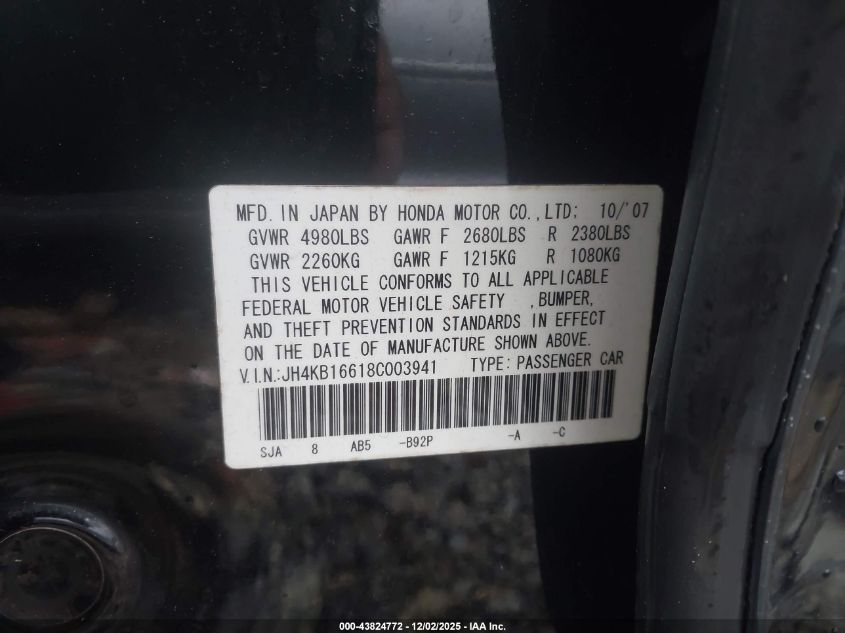 MFD. IN JAPAN BY HONDA MOTOR CO.,LTD; 10/'07
GVWR 4980LBS GAWR F 2680LBS R 2380LBS
GVWR 2260KG GAWR F 1215KG R 1080KG
THIS VEHICLE CONFORMS TO ALL APPLICABLE
FEDERAL MOTOR VEHICLE SAFETY ,BUMPER,
AND THEFT PREVENTION STANDARDS IN EFFECT
ON THE DATE OF MANUFACTURE SHOWN ABOVE.
V.I.N.:JH4KB16618C003941 TYPE: PASSENGER CAR
SJA 8 AB5 -B92P -A -C
000-43824772 - 12/02/2025 - IAA Inc.